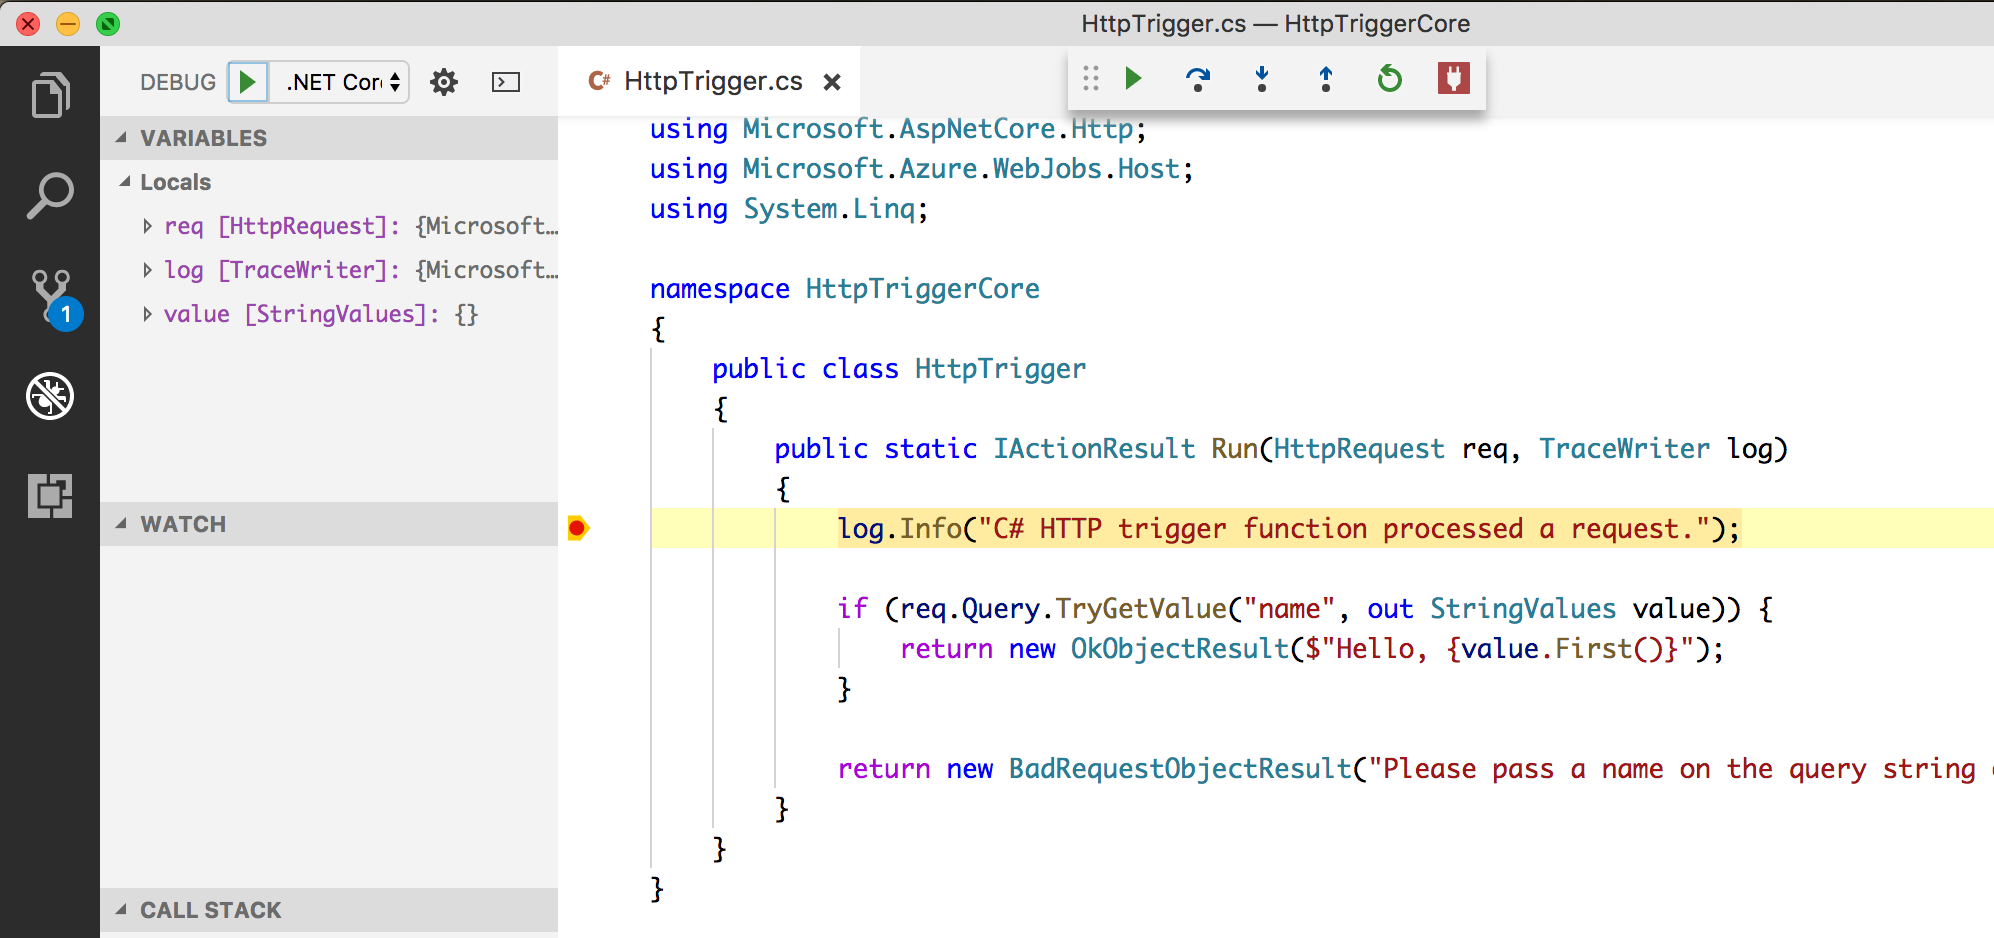 HttpTrigger.cs — HttpTriggerCore
DEBUG .NET Cor
C# HttpTrigger.cs
VARIABLES
Locals
req [HttpRequest]: {Microsoft…
log [TraceWriter]: {Microsoft…
value [StringValues]: {}
1
WATCH
CALL STACK
using Microsoft.AspNetCore.Http;
using Microsoft.Azure.WebJobs.Host;
using System.Linq;
namespace HttpTriggerCore
{
public class HttpTrigger
{
public static IActionResult Run(HttpRequest req, TraceWriter log)
{
log.Info("C# HTTP trigger function processed a request.");
if (req.Query.TryGetValue("name", out StringValues value)) {
return new OkObjectResult($"Hello, {value.First()}");
}
return new BadRequestObjectResult("Please pass a name on the query string
}
}
}